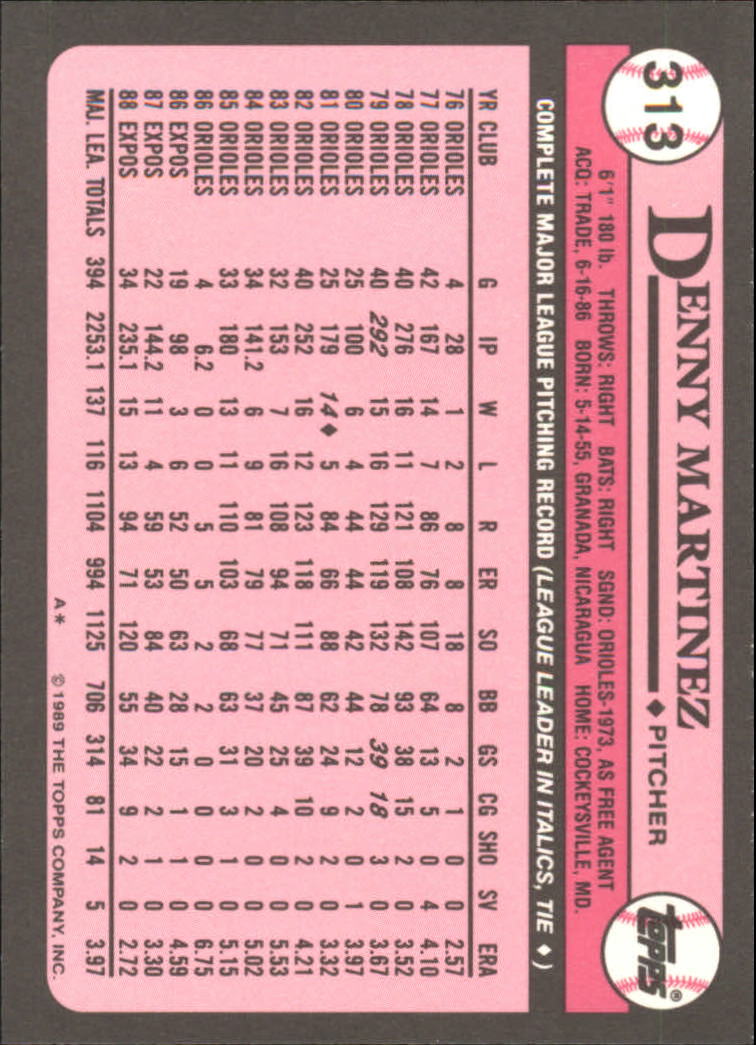 313
DENNY MARTINEZ ♦ PITCHER
topps®
6'1" 180 lb. THROWS: RIGHT BATS: RIGHT SGND: ORIOLES-1973, AS FREE AGENT
ACQ: TRADE, 6-16-86 BORN: 5-14-55, GRANADA, NICARAGUA HOME: COCKEYSVILLE, MD.
COMPLETE MAJOR LEAGUE PITCHING RECORD (LEAGUE LEADER IN ITALICS, TIE ♦)
YR CLUB G IP W L R ER SO BB GS CG SHO SV ERA
76 ORIOLES 4 28 1 2 8 8 18 8 2 1 0 0 2.57
77 ORIOLES 42 167 14 7 86 76 107 64 13 5 0 4 4.10
78 ORIOLES 40 276 16 11 121 108 142 93 38 15 2 0 3.52
79 ORIOLES 40 292 15 16 129 119 132 78 39 18 3 0 3.67
80 ORIOLES 25 100 6 4 44 44 42 44 12 2 0 1 3.97
81 ORIOLES 25 179 14♦ 5 84 66 88 62 24 9 2 0 3.32
82 ORIOLES 40 252 16 12 123 118 111 87 39 10 2 0 4.21
83 ORIOLES 32 153 7 16 108 94 71 45 25 4 0 0 5.53
84 ORIOLES 34 141.2 6 9 81 79 77 37 20 2 0 0 5.02
85 ORIOLES 33 180 13 11 110 103 68 63 31 3 1 0 5.15
86 ORIOLES 4 6.2 0 0 5 5 2 2 0 0 0 0 6.75
86 EXPOS 19 98 3 6 52 50 63 28 15 1 1 0 4.59
87 EXPOS 22 144.2 11 4 59 53 84 40 22 2 1 0 3.30
88 EXPOS 34 235.1 15 13 94 71 120 55 34 9 2 0 2.72
MAJ. LEA. TOTALS 394 2253.1 137 116 1104 994 1125 706 314 81 14 5 3.97
A* © 1989 THE TOPPS COMPANY, INC.